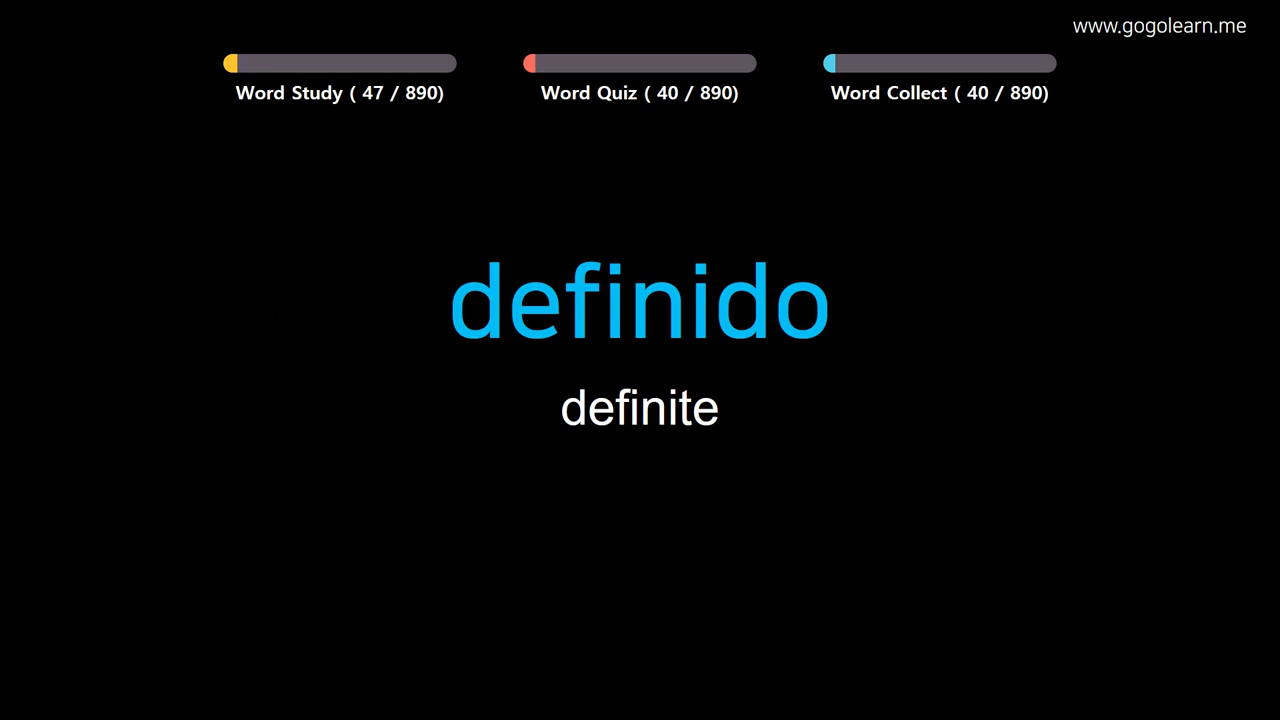 www.gogolearn.me
Word Study ( 47 / 890)
Word Quiz ( 40 / 890)
Word Collect ( 40 / 890)
definido
definite